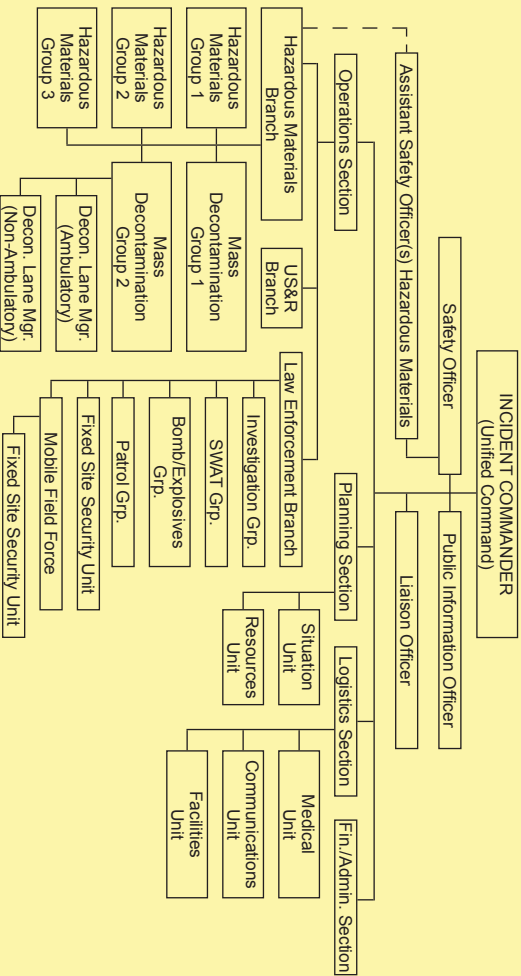 INCIDENT COMMANDER
(Unified Command)
Safety Officer
Public Information Officer
Assistant Safety Officer(s) Hazardous Materials
Liaison Officer
Operations Section
Planning Section
Logistics Section
Fin./Admin. Section
Hazardous Materials
Branch
US&R
Branch
Law Enforcement Branch
Situation
Unit
Resources
Unit
Medical
Unit
Communications
Unit
Facilities
Unit
Hazardous
Materials
Group 1
Mass
Decontamination
Group 1
Hazardous
Materials
Group 2
Mass
Decontamination
Group 2
Hazardous
Materials
Group 3
Decon. Lane Mgr.
(Ambulatory)
Decon. Lane Mgr.
(Non-Ambulatory)
Investigation Grp.
SWAT Grp.
Bomb/Explosives
Grp.
Patrol Grp.
Fixed Site Security Unit
Mobile Field Force
Fixed Site Security Unit